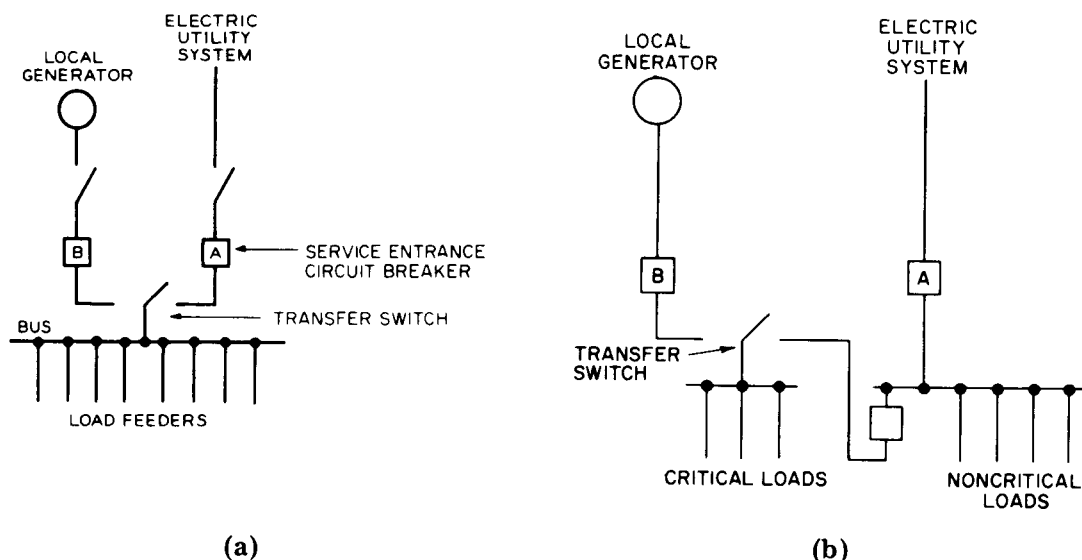 ELECTRIC
UTILITY
SYSTEM
LOCAL
GENERATOR
B
A
SERVICE ENTRANCE
CIRCUIT BREAKER
TRANSFER SWITCH
BUS
LOAD FEEDERS
(a)
LOCAL
GENERATOR
ELECTRIC
UTILITY
SYSTEM
B
A
TRANSFER
SWITCH
CRITICAL LOADS
NONCRITICAL
LOADS
(b)